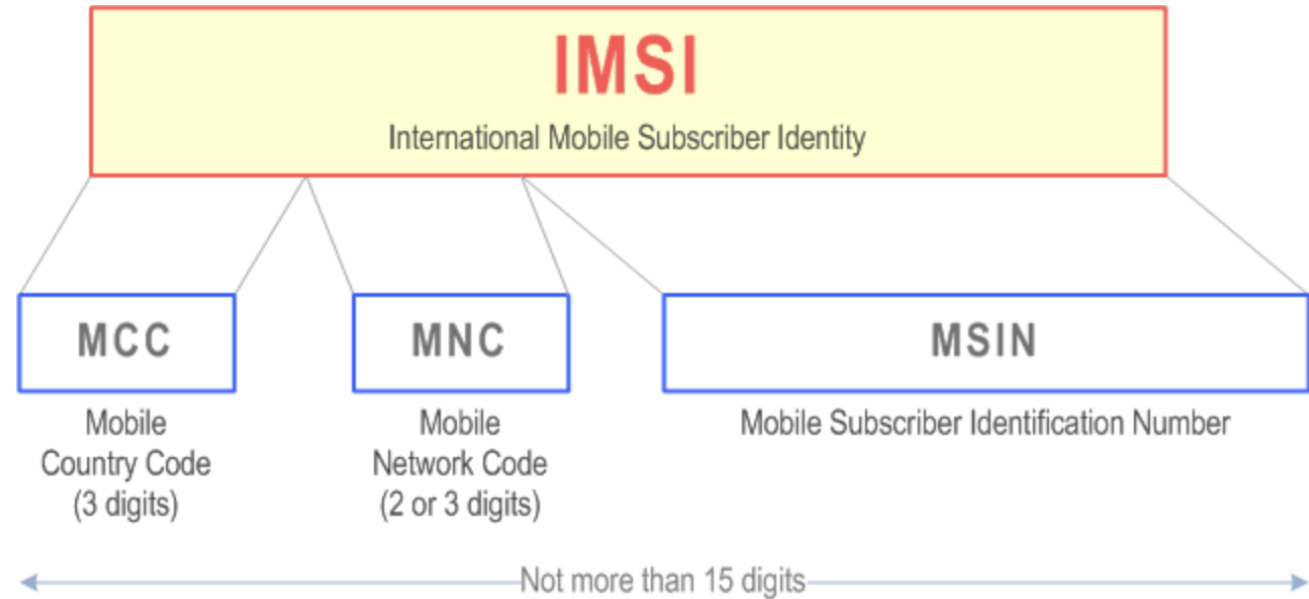 IMSI
International Mobile Subscriber Identity
MCC
MNC
MSIN
Mobile
Country Code
(3 digits)
Mobile
Network Code
(2 or 3 digits)
Mobile Subscriber Identification Number
Not more than 15 digits